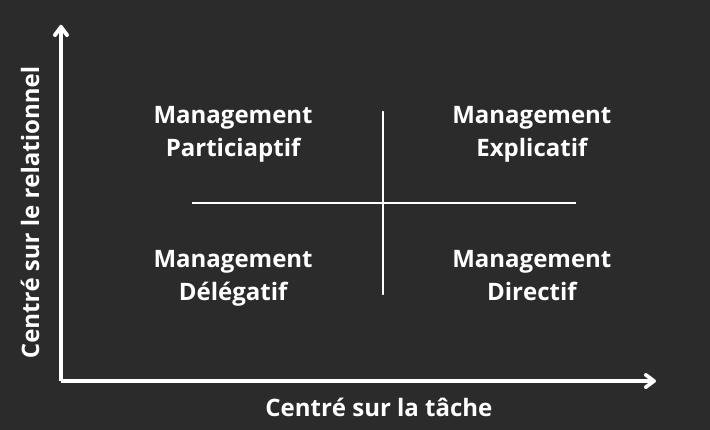 Centré sur le relationnel
Management
Particiaptif
Management
Explicatif
Management
Délégatif
Management
Directif
Centré sur la tâche